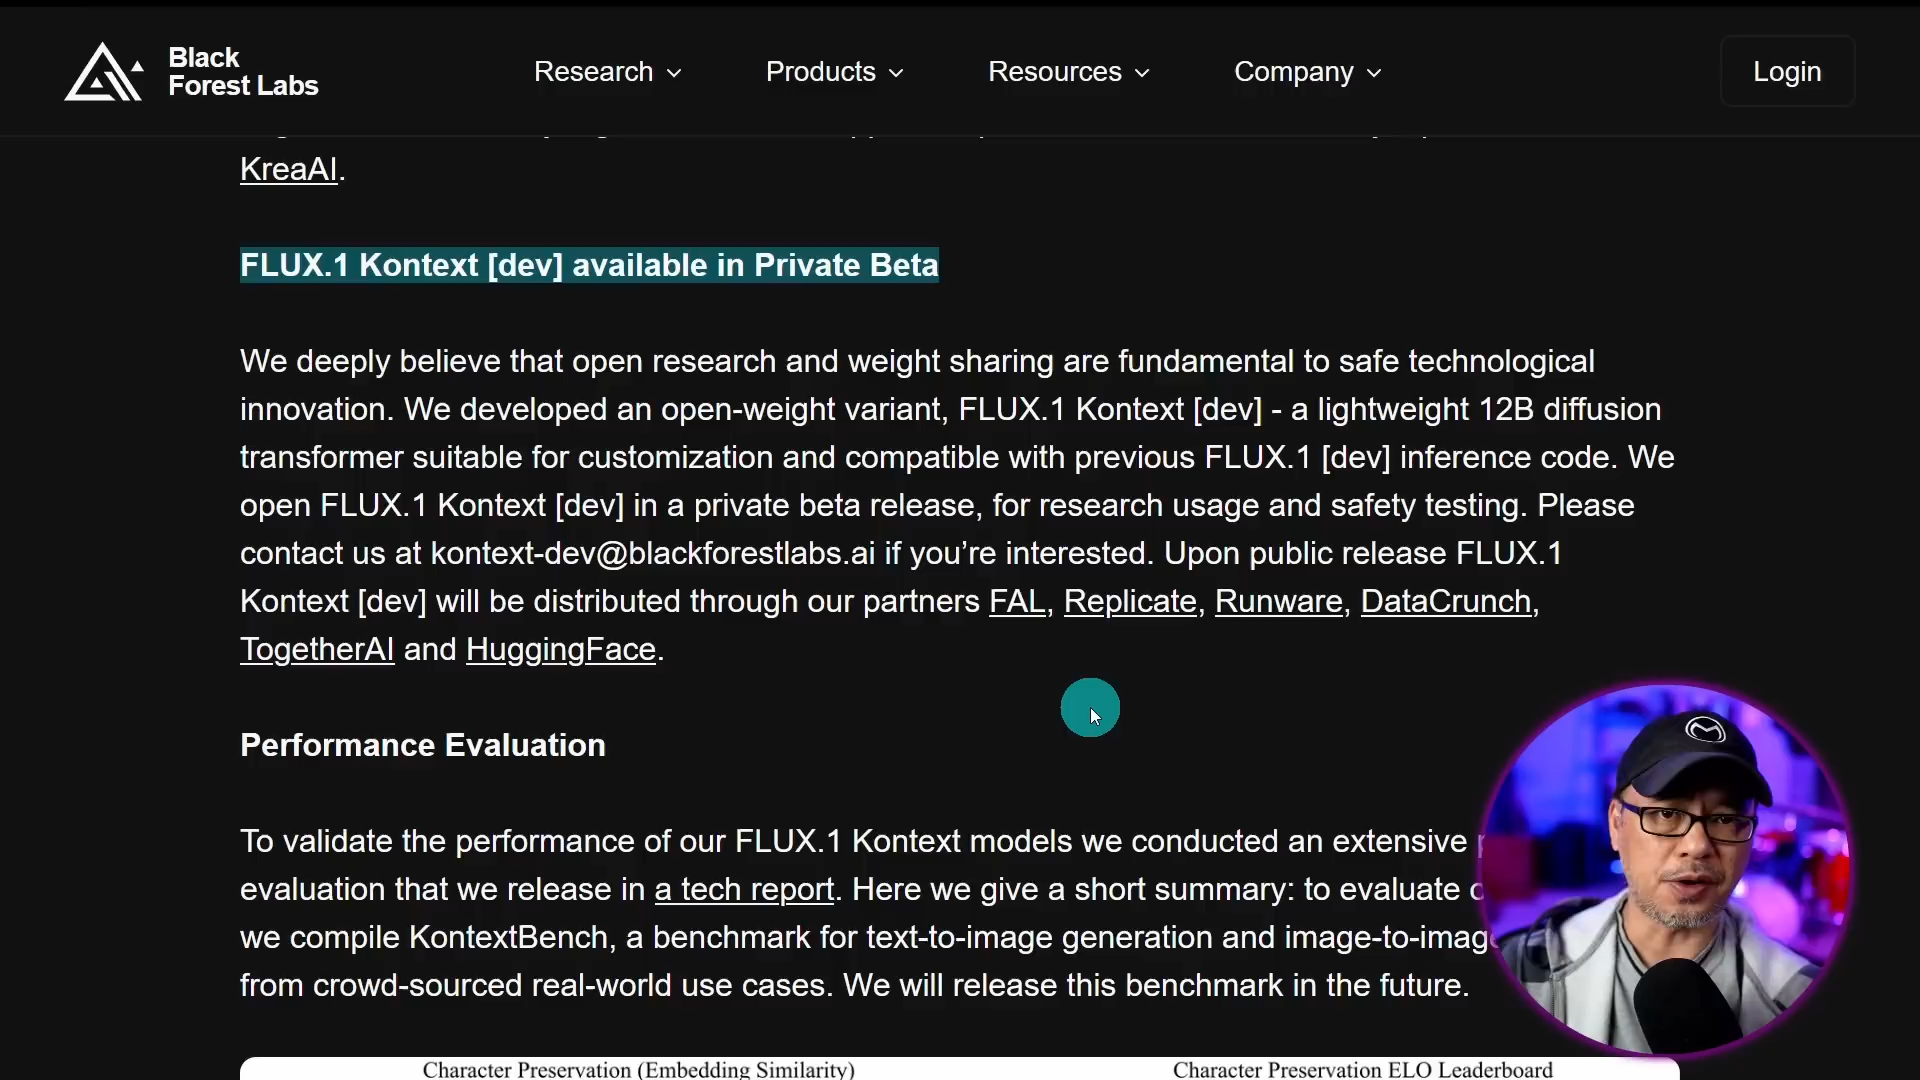 Black
Forest Labs
Research
Products
Resources
Company
Login
KreaAI.
FLUX.1 Kontext [dev] available in Private Beta
We deeply believe that open research and weight sharing are fundamental to safe technological
innovation. We developed an open-weight variant, FLUX.1 Kontext [dev] - a lightweight 12B diffusion
transformer suitable for customization and compatible with previous FLUX.1 [dev] inference code. We
open FLUX.1 Kontext [dev] in a private beta release, for research usage and safety testing. Please
contact us at kontext-dev@blackforestlabs.ai if you’re interested. Upon public release FLUX.1
Kontext [dev] will be distributed through our partners FAL, Replicate, Runware, DataCrunch,
TogetherAI and HuggingFace.
Performance Evaluation
To validate the performance of our FLUX.1 Kontext models we conducted an extensive
evaluation that we release in a tech report. Here we give a short summary: to evaluate
we compile KontextBench, a benchmark for text-to-image generation and image-to-image
from crowd-sourced real-world use cases. We will release this benchmark in the future.
Character Preservation (Embedding Similarity)
Character Preservation ELO Leaderboard